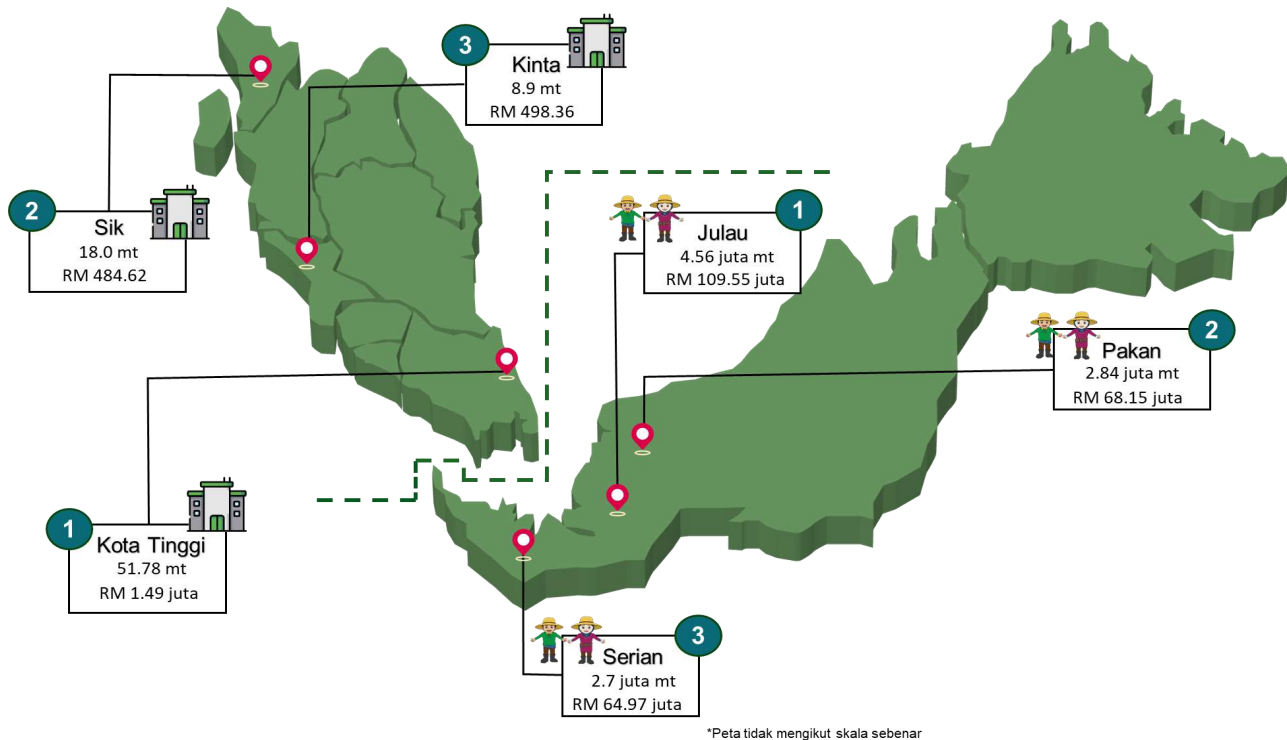 3
Kinta
8.9 mt
RM 498.36
2
Sik
18.0 mt
RM 484.62
1
Julau
4.56 juta mt
RM 109.55 juta
2
Pakan
2.84 juta mt
RM 68.15 juta
1
Kota Tinggi
51.78 mt
RM 1.49 juta
3
Serian
2.7 juta mt
RM 64.97 juta
*Peta tidak mengikut skala sebenar